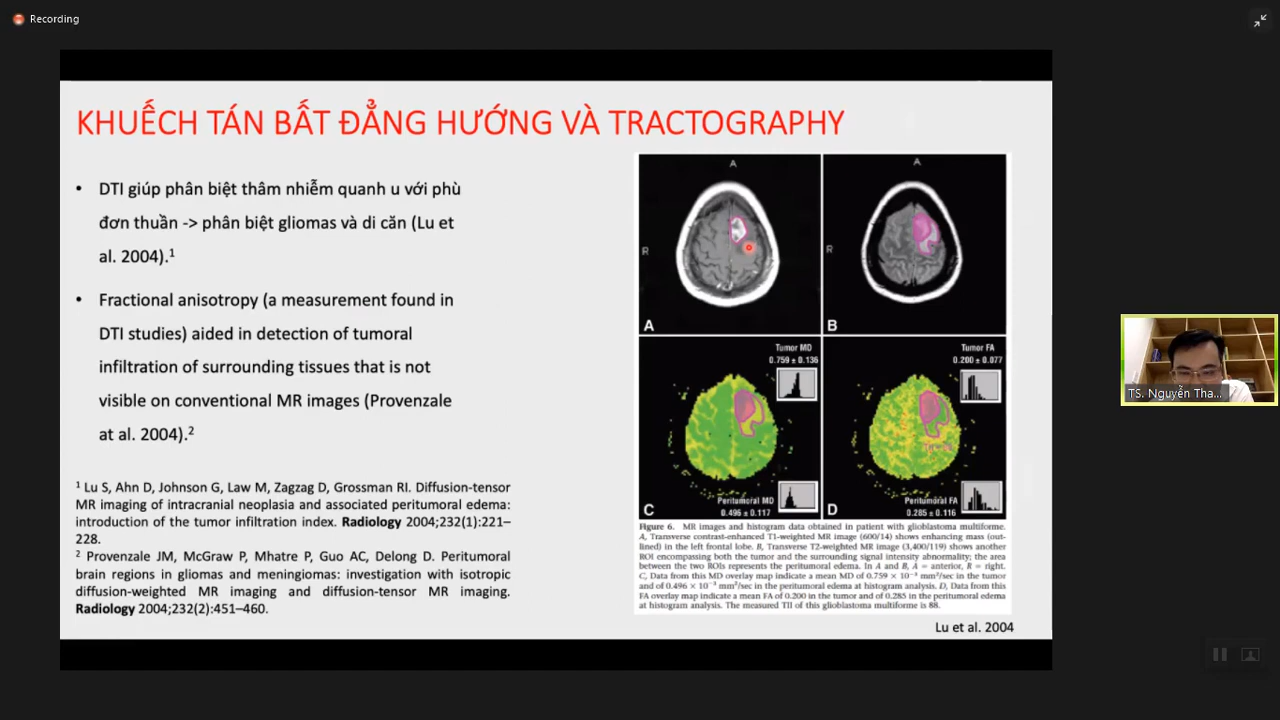 Recording
KHUẾCH TÁN BẤT ĐẲNG HƯỚNG VÀ TRACTOGRAPHY
• DTI giúp phân biệt thâm nhiễm quanh u với phù
đơn thuần -> phân biệt gliomas và di căn (Lu et
al. 2004).¹
• Fractional anisotropy (a measurement found in
DTI studies) aided in detection of tumoral
infiltration of surrounding tissues that is not
visible on conventional MR images (Provenzale
at al. 2004).²
¹ Lu S, Ahn D, Johnson G, Law M, Zagzag D, Grossman RI. Diffusion-tensor
MR imaging of intracranial neoplasia and associated peritumoral edema:
introduction of the tumor infiltration index. Radiology 2004;232(1):221–
228.
² Provenzale JM, McGraw P, Mhatre P, Guo AC, Delong D. Peritumoral
brain regions in gliomas and meningiomas: investigation with isotropic
diffusion-weighted MR imaging and diffusion-tensor MR imaging.
Radiology 2004;232(2):451–460.
A
R
A
A
R
B
Tumor MD
0.759 ± 0.136
Peritumoral MD
0.496 ± 0.117
C
Tumor FA
0.200 ± 0.077
Peritumoral FA
0.285 ± 0.116
D
Figure 6. MR images and histogram data obtained in patient with glioblastoma multiforme.
A, Transverse contrast-enhanced T1-weighted MR image (600/14) shows enhancing mass (out-
lined) in the left frontal lobe. B, Transverse T2-weighted MR image (3,400/119) shows another
ROI encompassing both the tumor and the surrounding signal intensity abnormality; the area
between the two ROIs represents the peritumoral edema. In A and B, A = anterior, R = right.
C, Data from this MD overlay map indicate a mean MD of 0.759 × 10⁻³ mm²/sec in the tumor
and of 0.496 × 10⁻³ mm²/sec in the peritumoral edema at histogram analysis. D, Data from this
FA overlay map indicate a mean FA of 0.200 in the tumor and of 0.285 in the peritumoral edema
at histogram analysis. The measured TII of this glioblastoma multiforme is 88.
Lu et al. 2004
TS. Nguyễn Tha...